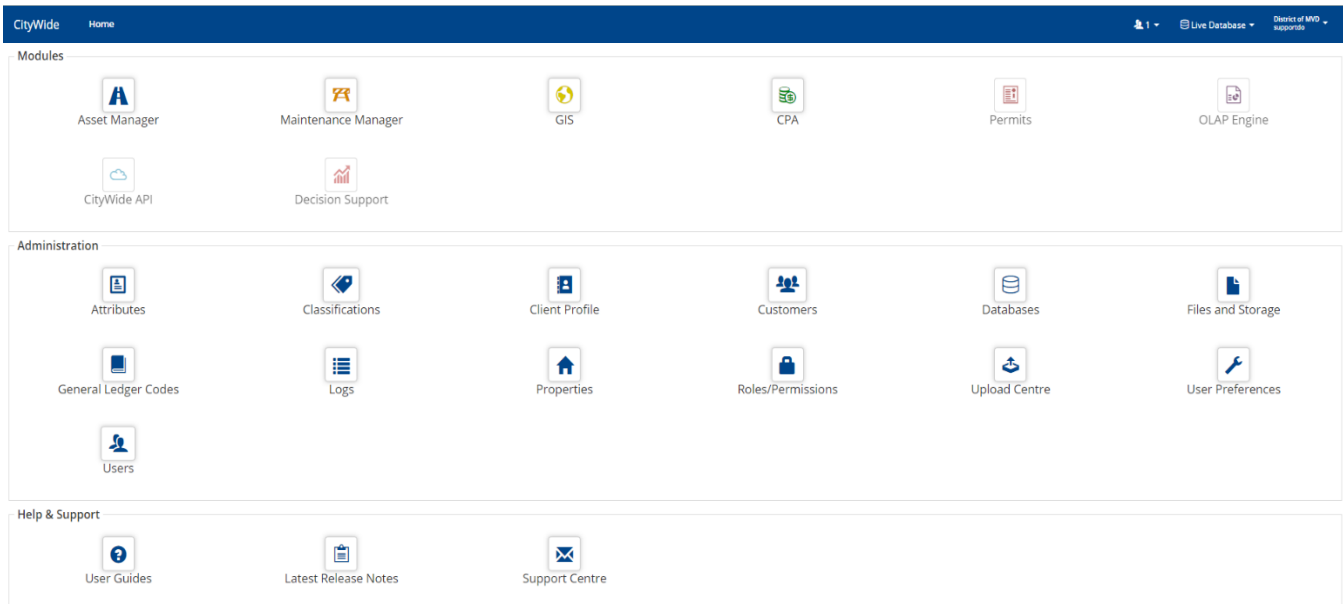 CityWide Home 1 Live Database District of MVD
supportdo
Modules
Asset Manager Maintenance Manager GIS CPA Permits OLAP Engine
CityWide API Decision Support
Administration
Attributes Classifications Client Profile Customers Databases Files and Storage
General Ledger Codes Logs Properties Roles/Permissions Upload Centre User Preferences
Users
Help & Support
User Guides Latest Release Notes Support Centre